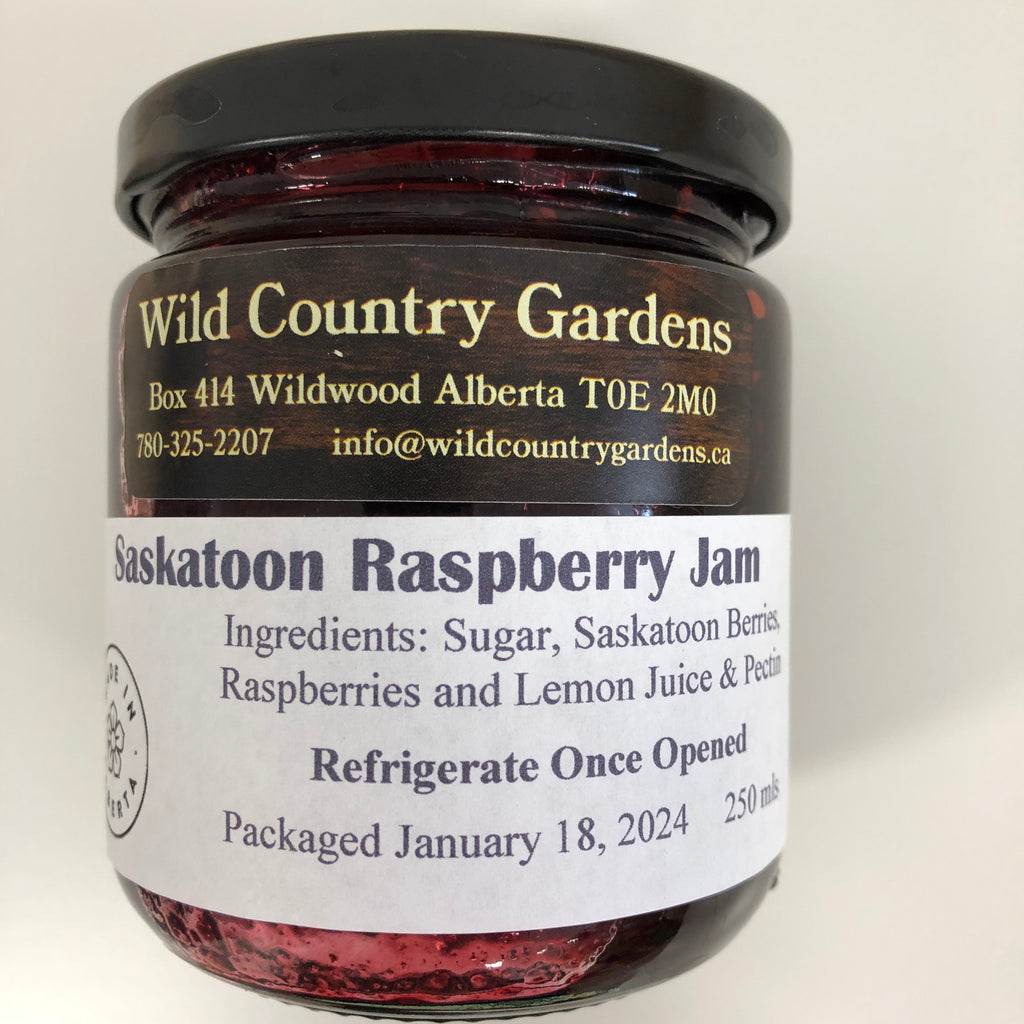 Wild Country Gardens
Box 414 Wildwood Alberta T0E 2M0
780-325-2207 info@wildcountrygardens.ca
Saskatoon Raspberry Jam
Ingredients: Sugar, Saskatoon Berries,
Raspberries and Lemon Juice & Pectin
Refrigerate Once Opened
Packaged January 18, 2024 250 mls
IN